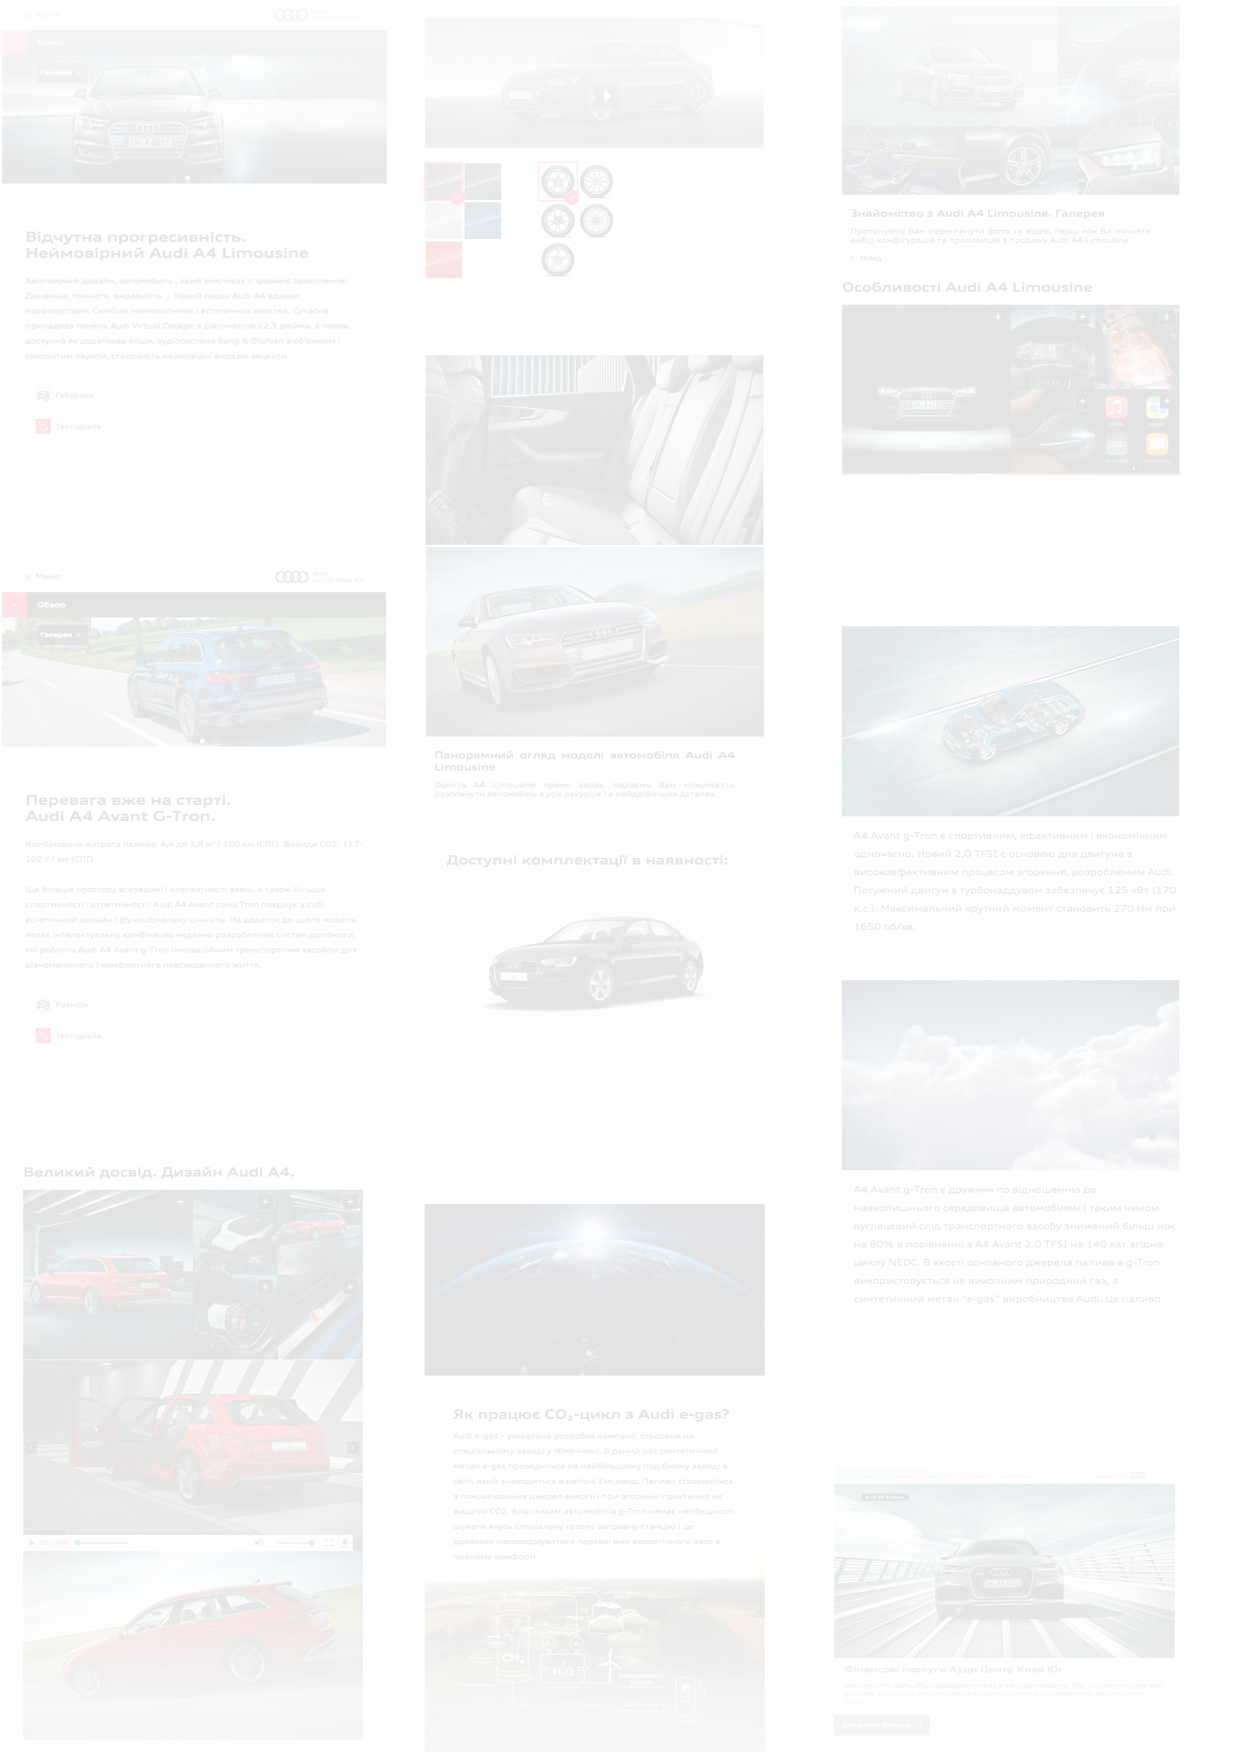 Меню
Огляд
Галерея
Відчутна прогресивність.
Неймовірний Audi A4 Limousine
Хвилюючий дизайн, автомобиль , який викликає справжнє захоплення!
Динаміка, точність, виразність ... Новий седан Audi A4 вражає
новаторством. Симбіоз технологічних і естетичних якостей. Сучасна
приладова панель Audi Virtual Cockpit з діагоналлю 12,3 дюйма, а також,
доступна як додаткова опція, аудіосистема Bang & Olufsen з об'ємним і
соковитим звуком, створюють неймовірні виразні акценти.
Габарити
Тест-драйв
Меню
Обзор
Галерея
Перевага вже на старті.
Audi A4 Avant G-Tron.
Комбінована витрата палива: 4,4 до 3,8 кг / 100 км (СПГ). Викиди CO2: 117-
102 г / км (СПГ)
Ще більше простору всередині і елегантності зовні, а також більше
спортивності і атлетичності: Audi A4 Avant папа Tron поєднує в собі
естетичний дизайн і функціональну цінність. На додаток до цього модель
являє інтелектуальну комбінацію недавно розроблених систем допомоги,
які роблять Audi A4 Avant g-Tron інноваційним транспортним засобом для
різноманітного і комфортного повсякденного життя.
Розміри
Тест-драйв
Великий досвід. Дизайн Audi A4.
Панорамний огляд моделі автомобіля Audi A4
Limousine
Оцініть A4 Limousine прямо зараз. Надаємо Вам можливість
розглянути автомобіль з усіх ракурсів і в найдрібніших деталях.
Доступні комплектації в наявності:
Як працює CO₂-цикл з Audi e-gas?
Audi e-gas – унікальна розробка компанії, створена на
спеціальному заводі у Німеччині. В даний час синтетичний
метан e-gas проводиться на найбільшому подібному заводі в
світі, який знаходиться в регіоні Емсланд. Паливо створюється
з поновлюваних джерел енергії і при згорянні практично не
виділяє CO2. Власникам автомобілів g-Tron немає необхідності
шукати якусь спеціальну газову заправну станцію і це
дозволяє насолоджуватися перевагами екологічного авто в
повному комфорті.
CH₄
H₂O
Знайомство з Audi A4 Limousine. Галерея
Пропонуємо Вам переглянути фото та відео, перш ніж Ви почнете
вибір конфігурацій та пропозицій з продажу Audi A4 Limousine.
Огляд
Особливості Audi A4 Limousine
A4 Avant g-Tron є спортивним, ефективним і економічним
одночасно. Новий 2,0 TFSI є основою для двигуна з
високоефективним процесом згоряння, розробленим Audi.
Потужний двигун з турбонаддувом забезпечує 125 кВт (170
к.с.). Максимальний крутний момент становить 270 Нм при
1650 об/хв.
A4 Avant g-Tron є дружнім по відношенню до
навколишнього середовища автомобілем і таким чином
вуглецевий слід транспортного засобу знижений більш ніж
на 80% в порівнянні з A4 Avant 2.0 TFSI на 140 квт згідно
циклу NEDC. В якості основного джерела палива в g-Tron
використовується не викопним природний газ, а
синтетичний метан "e-gas" виробництва Audi. Це паливо
Фінансові послуги Ауди Центр Киев Юг